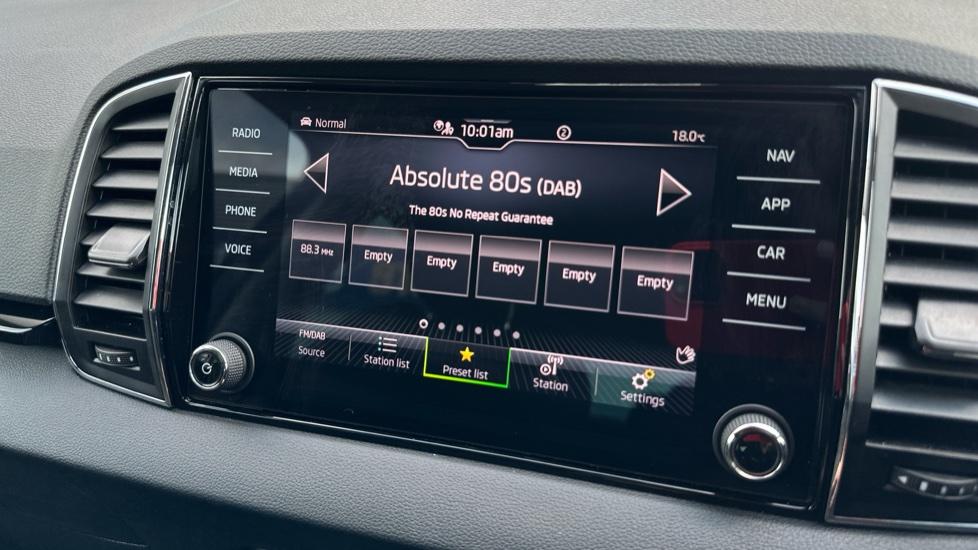 RADIO
MEDIA
PHONE
VOICE
Normal
10:01am
2
18.0°C
Absolute 80s (DAB)
The 80s No Repeat Guarantee
88.3 MHz
Empty
Empty
Empty
Empty
Empty
FM/DAB
Source
Station list
Preset list
Station
Settings
NAV
APP
CAR
MENU